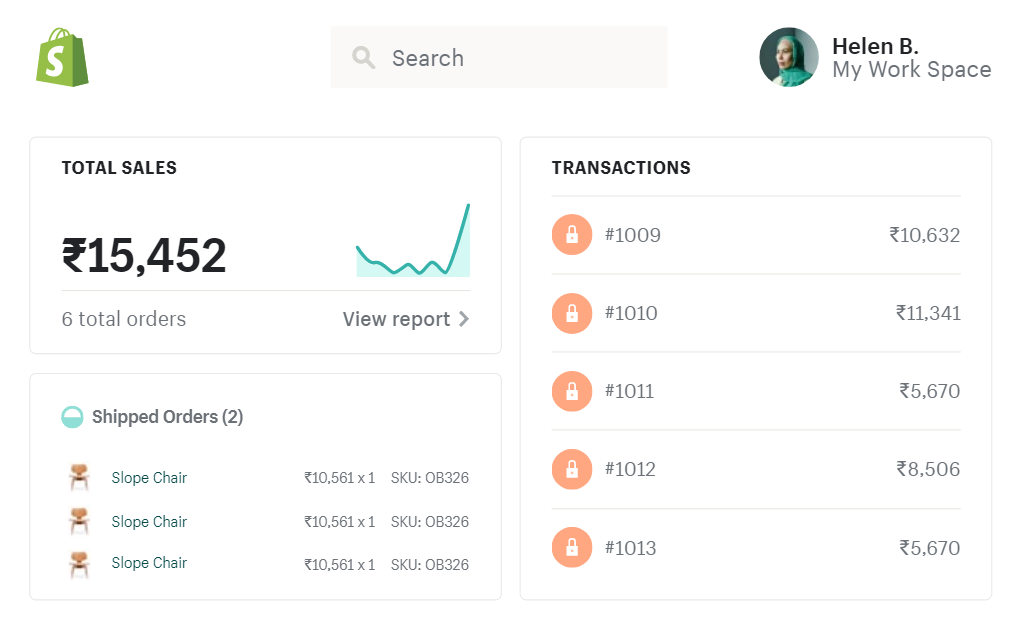 S
Search
Helen B.
My Work Space
TOTAL SALES
₹15,452
6 total orders
View report
Shipped Orders (2)
Slope Chair ₹10,561 x 1 SKU: OB326
Slope Chair ₹10,561 x 1 SKU: OB326
Slope Chair ₹10,561 x 1 SKU: OB326
TRANSACTIONS
#1009 ₹10,632
#1010 ₹11,341
#1011 ₹5,670
#1012 ₹8,506
#1013 ₹5,670